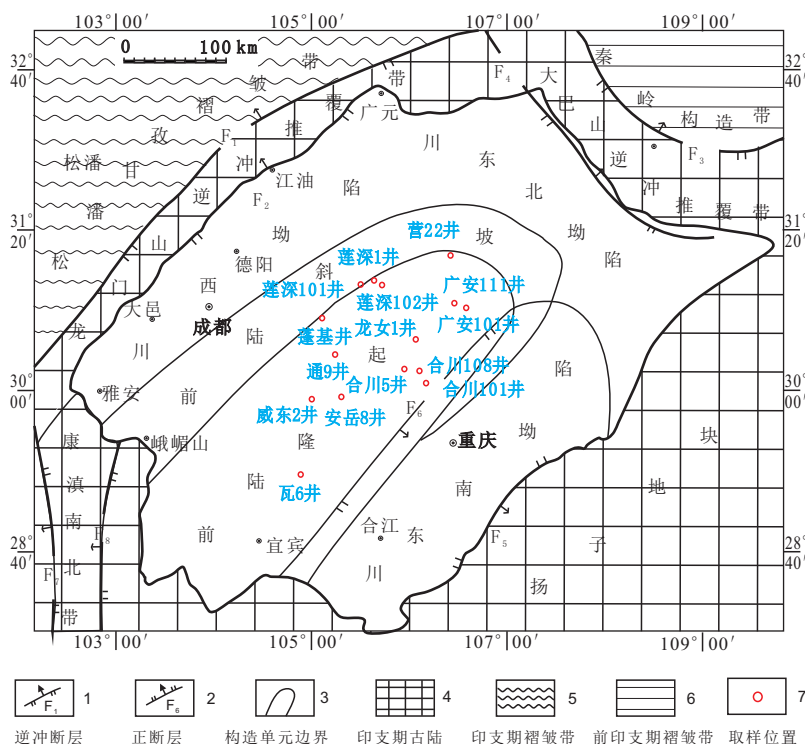 103°00′ 105°00′ 107°00′ 109°00′
0 100 km
32°
40′
32°
40′
31°
20′
31°
20′
30°
00′
30°
00′
28°
40′
28°
40′
松潘甘孜褶皱带
松潘
龙门山逆冲推覆带
秦岭构造带
大巴山逆冲推覆带
康滇南北带
扬子地块
川西前陆坳陷
川东北坳陷
川东南坳陷
前陆斜坡
前陆隆起
F₁
F₂
F₃
F₄
F₅
F₆
F₇
F₈
广元
江油
德阳
大邑
成都
雅安
峨嵋山
宜宾
合江
重庆
营22井
莲深1井
莲深101井
莲深102井
广安111井
广安101井
蓬基井
龙女1井
通9井
合川5井
合川108井
合川101井
威东2井
安岳8井
瓦6井
103°00′ 105°00′ 107°00′ 109°00′
F₁ 1
F₆ 2
3
4
5
6
7
逆冲断层 正断层 构造单元边界 印支期古陆 印支期褶皱带 前印支期褶皱带 取样位置